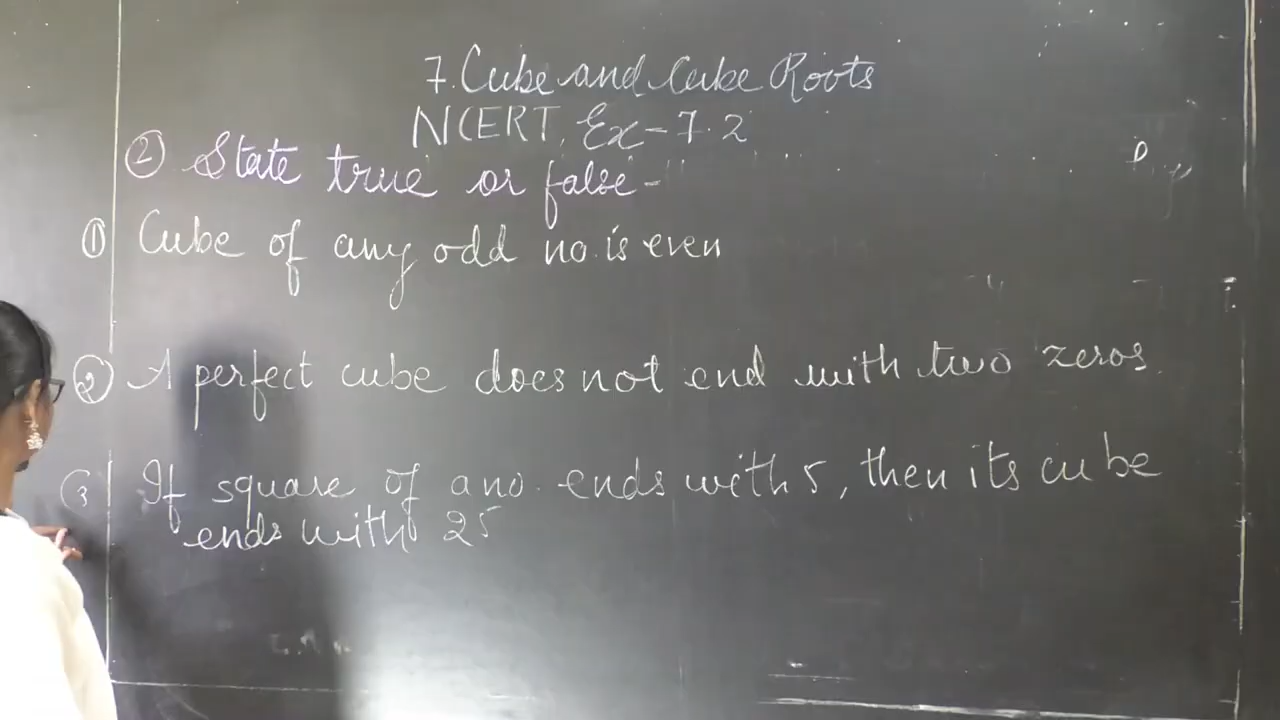 7. Cube and Cube Roots
NCERT, Ex-7.2
② State true or false-
① Cube of any odd no. is even
② A perfect cube does not end with two zeros.
③ If square of a no. ends with 5, then its cube
ends with 25